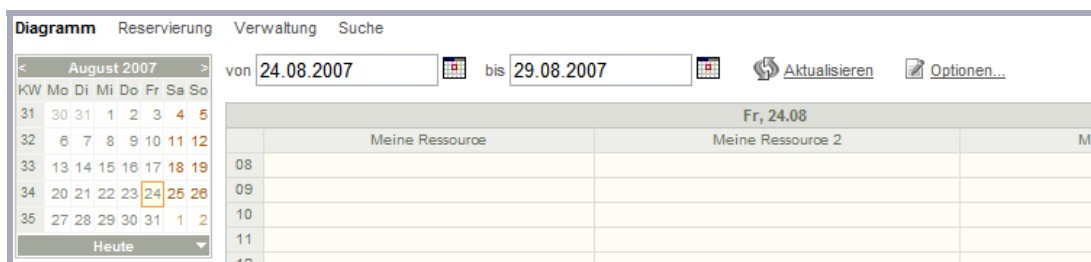 Diagramm Reservierung Verwaltung Suche
von 24.08.2007 bis 29.08.2007 Aktualisieren Optionen...
< August 2007 >
KW Mo Di Mi Do Fr Sa So
31 30 31 1 2 3 4 5
32 6 7 8 9 10 11 12
33 13 14 15 16 17 18 19
34 20 21 22 23 24 25 26
35 27 28 29 30 31 1 2
Heute
Fr, 24.08
Meine Ressource Meine Ressource 2 M
08
09
10
11
12